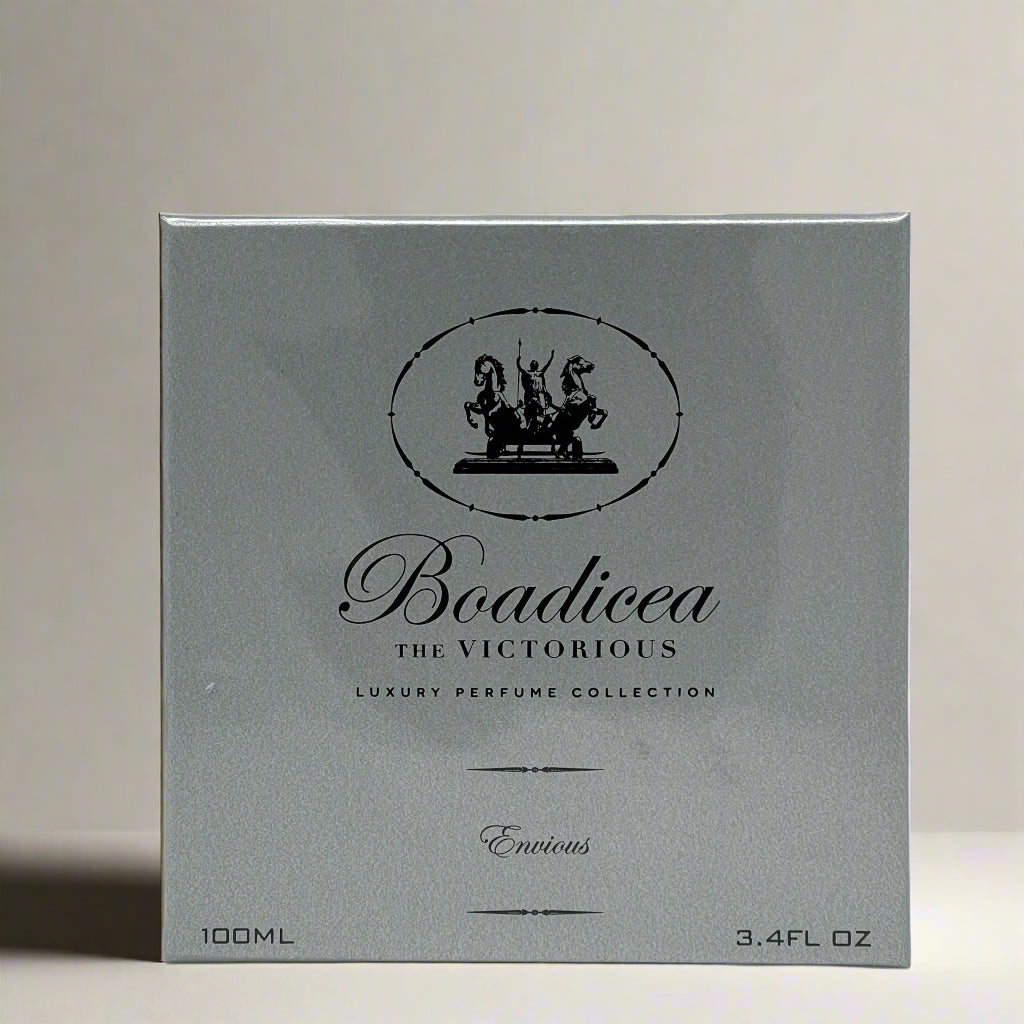 Boadicea
THE VICTORIOUS
LUXURY PERFUME COLLECTION
Envious
100ML
3.4FL OZ